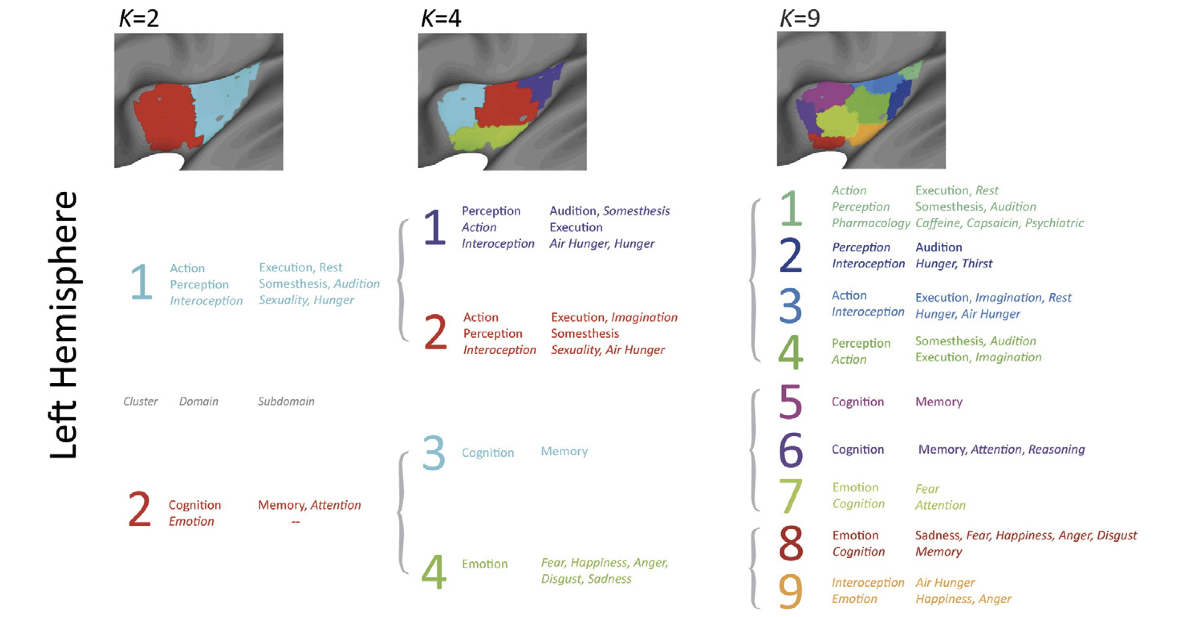 K=2
K=4
K=9
Left Hemisphere
1
Action Execution, Rest
Perception Somesthesis, Audition
Interoception Sexuality, Hunger
Cluster Domain Subdomain
2
Cognition Memory, Attention
Emotion --
1
Perception Audition, Somesthesis
Action Execution
Interoception Air Hunger, Hunger
2
Action Execution, Imagination
Perception Somesthesis
Interoception Sexuality, Air Hunger
3
Cognition Memory
4
Emotion Fear, Happiness, Anger,
Disgust, Sadness
1
Action Execution, Rest
Perception Somesthesis, Audition
Pharmacology Caffeine, Capsaicin, Psychiatric
2
Perception Audition
Interoception Hunger, Thirst
3
Action Execution, Imagination, Rest
Interoception Hunger, Air Hunger
4
Perception Somesthesis, Audition
Action Execution, Imagination
5
Cognition Memory
6
Cognition Memory, Attention, Reasoning
7
Emotion Fear
Cognition Attention
8
Emotion Sadness, Fear, Happiness, Anger, Disgust
Cognition Memory
9
Interoception Air Hunger
Emotion Happiness, Anger